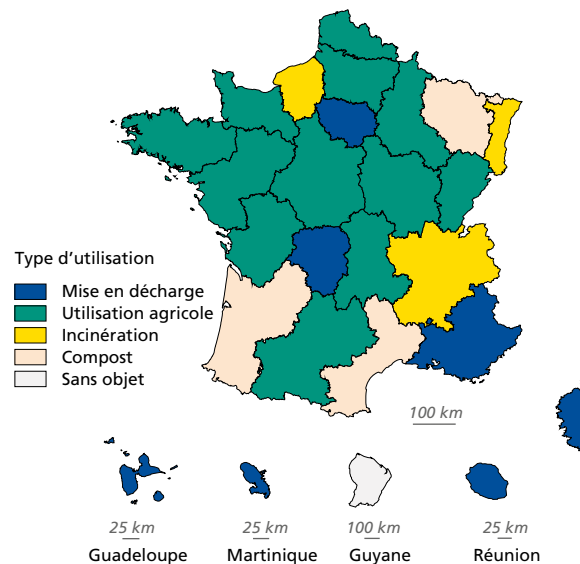 Type d'utilisation
Mise en décharge
Utilisation agricole
Incinération
Compost
Sans objet
100 km
25 km 25 km 100 km 25 km
Guadeloupe Martinique Guyane Réunion